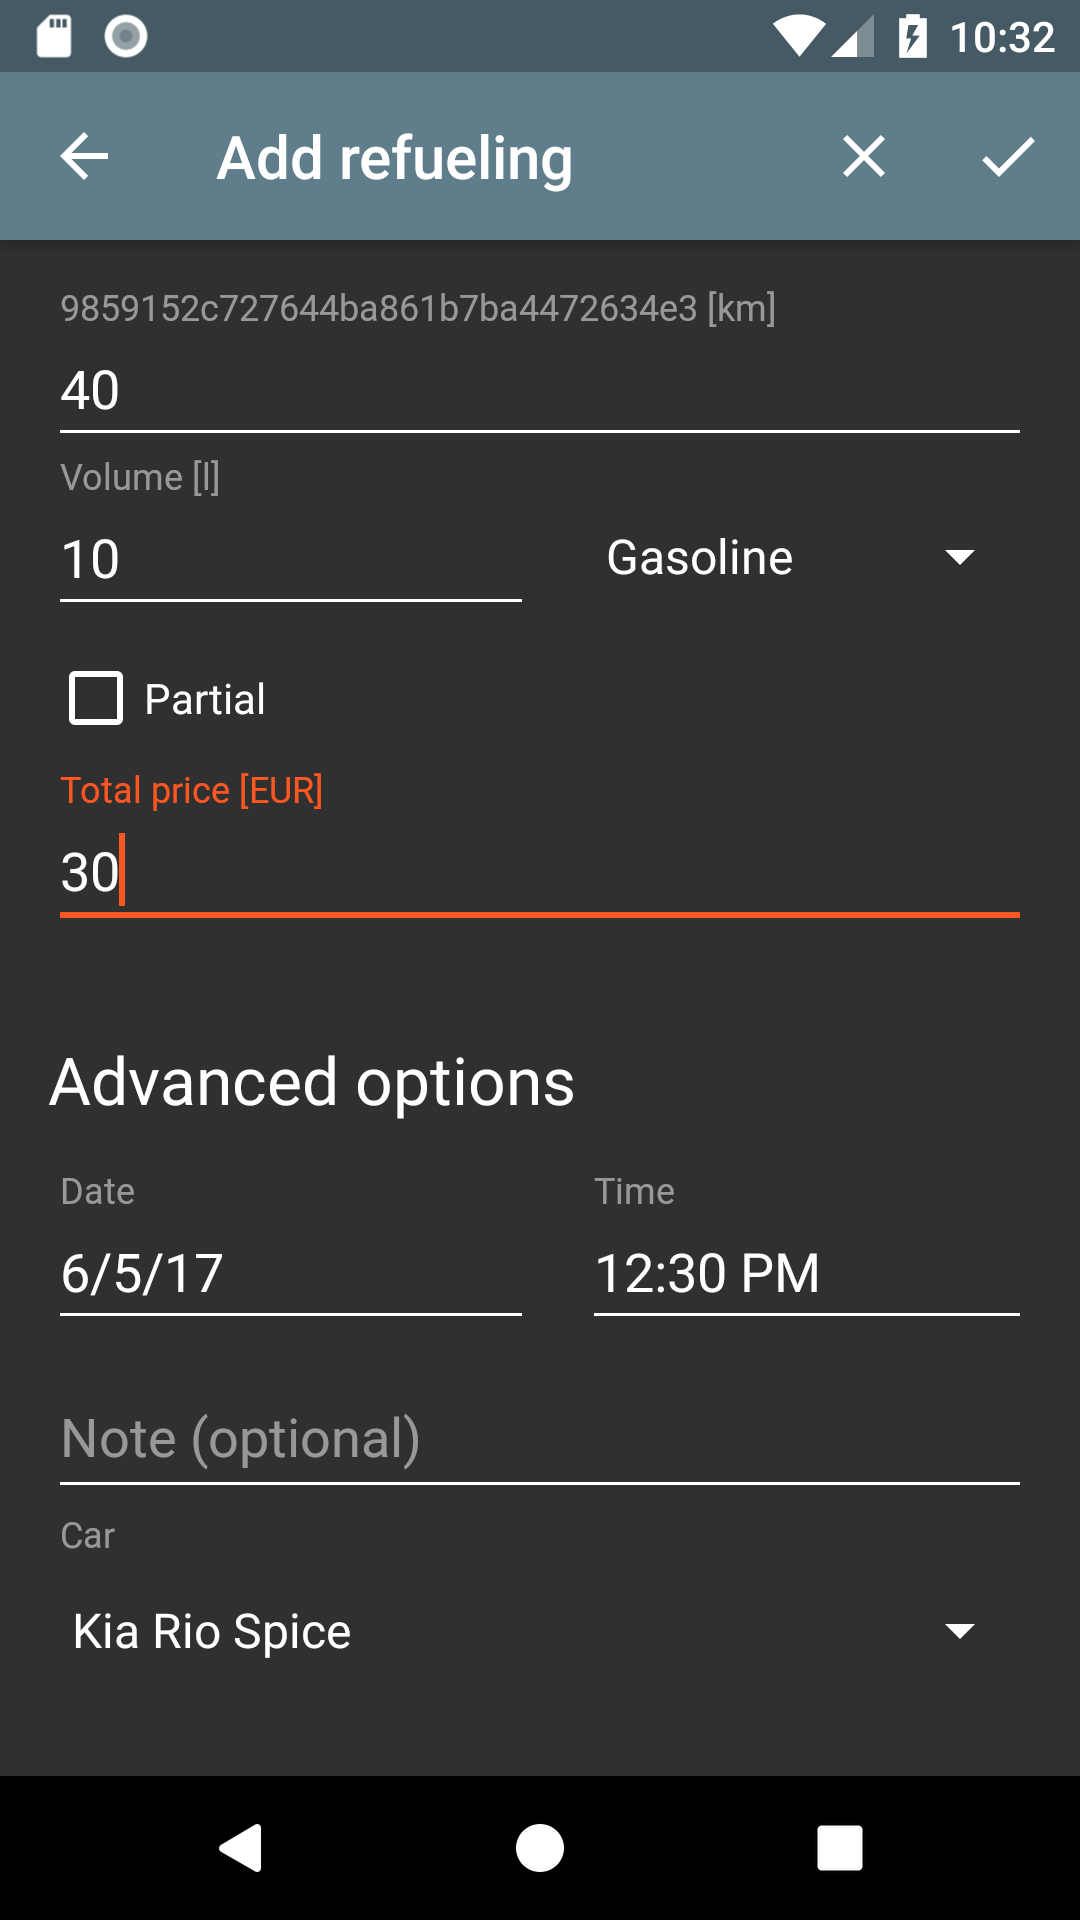 10:32
Add refueling
9859152c727644ba861b7ba4472634e3 [km]
40
Volume [l]
10
Gasoline
Partial
Total price [EUR]
30
Advanced options
Date
Time
6/5/17
12:30 PM
Note (optional)
Car
Kia Rio Spice